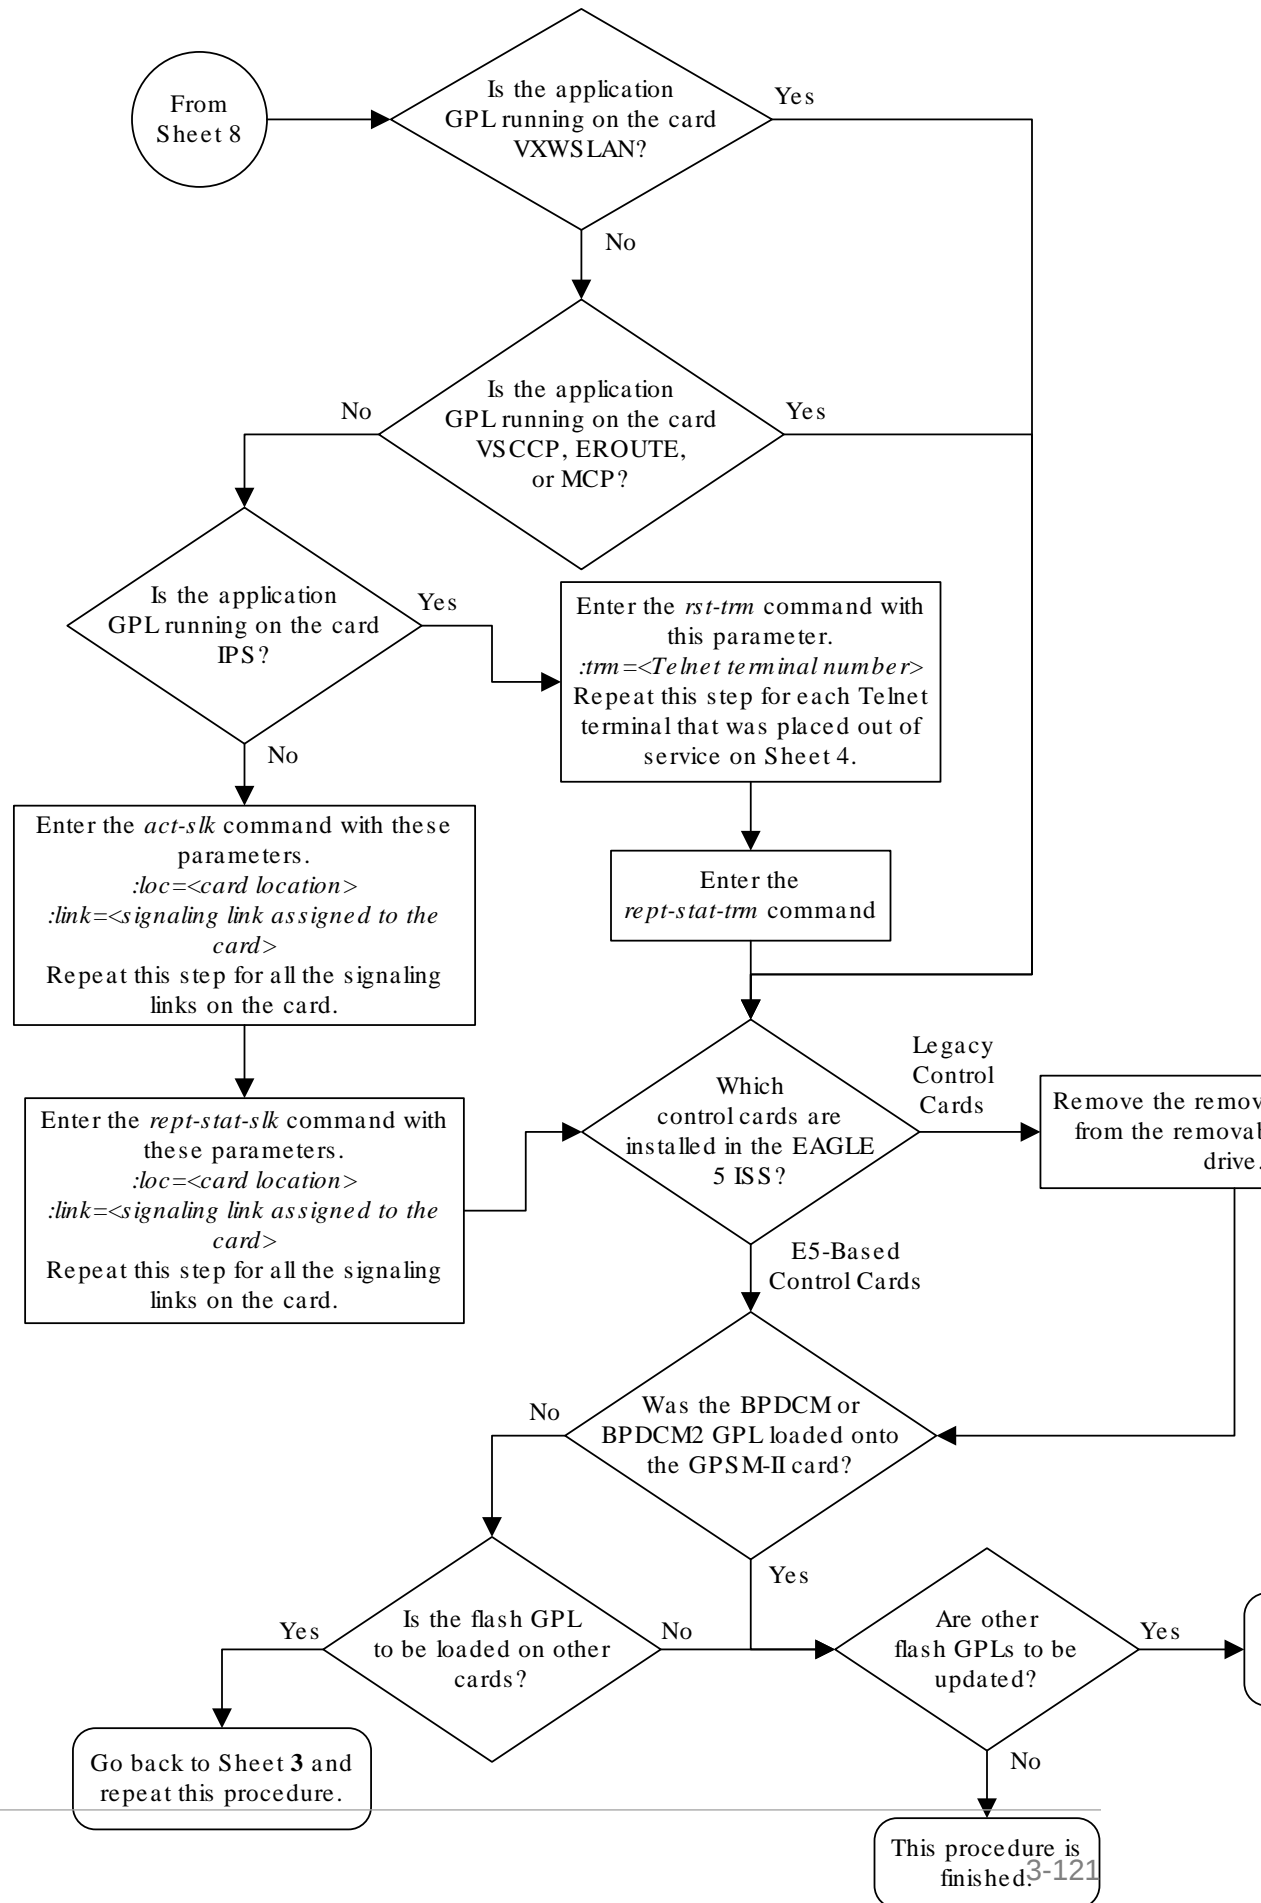 From
Sheet 8
Is the application
GPL running on the card
VXWSLAN?
Yes
No
Is the application
GPL running on the card
VSCCP, EROUTE,
or MCP?
No
Yes
Is the application
GPL running on the card
IPS?
Yes
No
Enter the rst-trm command with
this parameter.
:trm=<Telnet terminal number>
Repeat this step for each Telnet
terminal that was placed out of
service on Sheet 4.
Enter the act-slk command with these
parameters.
:loc=<card location>
:link=<signaling link assigned to the
card>
Repeat this step for all the signaling
links on the card.
Enter the
rept-stat-trm command
Enter the rept-stat-slk command with
these parameters.
:loc=<card location>
:link=<signaling link assigned to the
card>
Repeat this step for all the signaling
links on the card.
Which
control cards are
installed in the EAGLE
5 ISS?
Legacy
Control
Cards
Remove the
from the
drive.
E5-Based
Control Cards
Was the BPDCM or
BPDCM2 GPL loaded onto
the GPSM-II card?
No
Yes
Is the flash GPL
to be loaded on other
cards?
Yes
No
Are other
flash GPLs to be
updated?
Yes
No
Go back to Sheet 3 and
repeat this procedure.
This procedure is
finished.
3-121